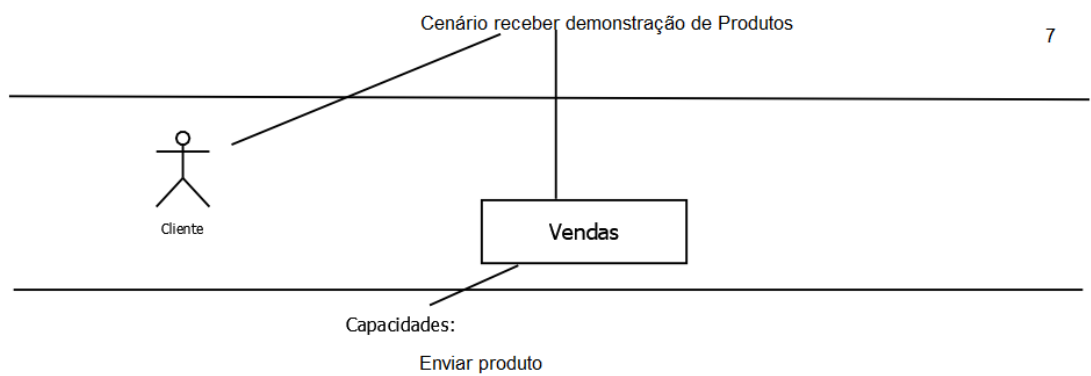 Cenário receber demonstração de Produtos
7
Cliente
Vendas
Capacidades:
Enviar produto